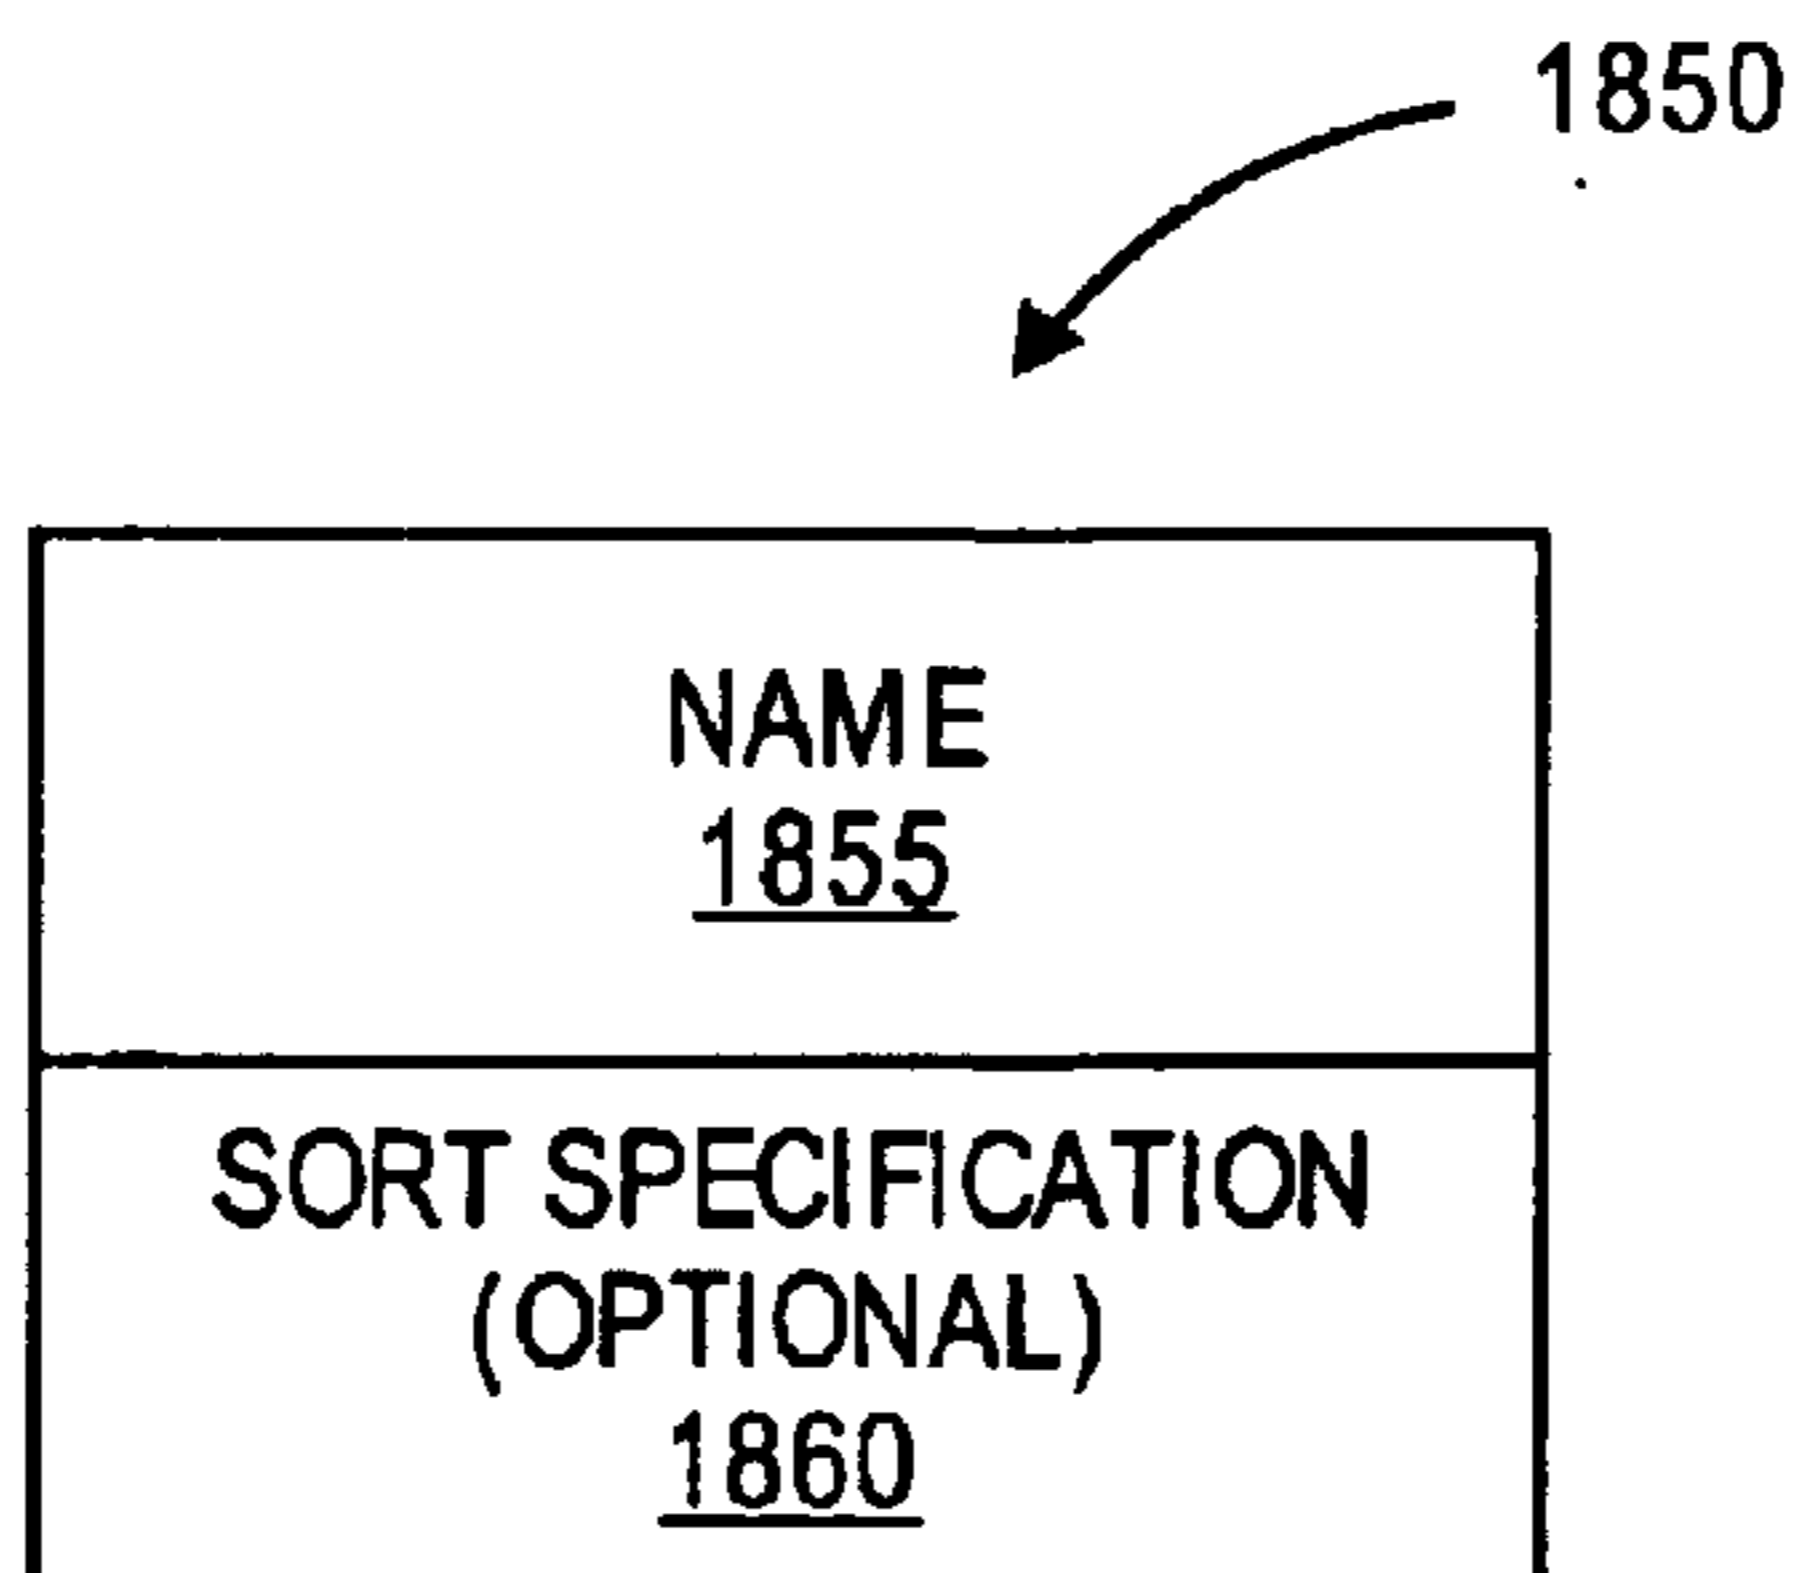 1850
NAME
1855
SORT SPECIFICATION
(OPTIONAL)
1860